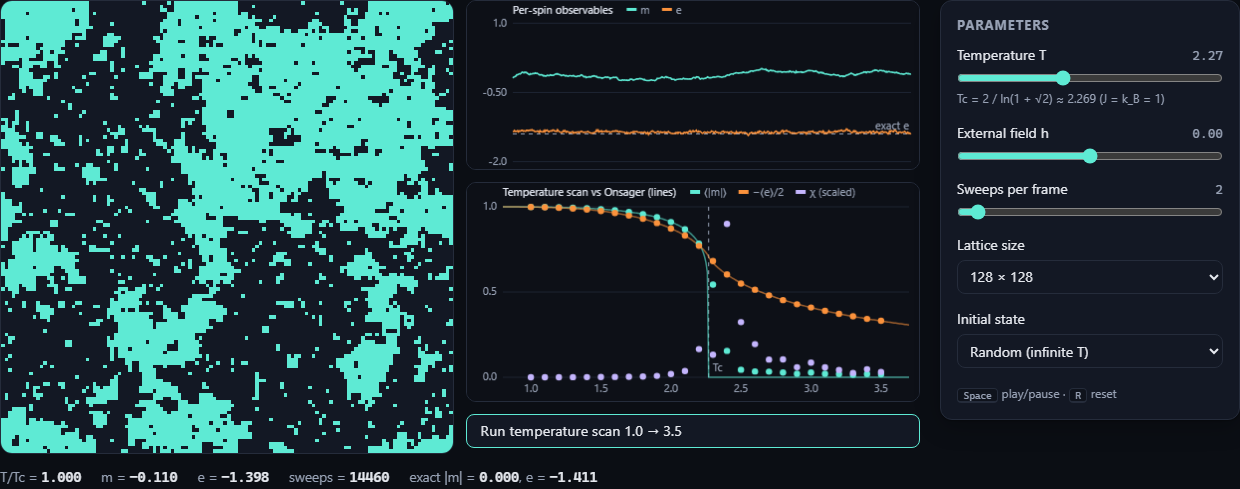 Per-spin observables m e
1.0
-0.50
exact e
-2.0
Temperature scan vs Onsager (lines) ⟨|m|⟩ −⟨e⟩/2 χ (scaled)
1.0
0.5
0.0
Tc
1.0 1.5 2.0 2.5 3.0 3.5
Run temperature scan 1.0 → 3.5
T/Tc = 1.000 m = −0.110 e = −1.398 sweeps = 14460 exact |m| = 0.000, e = −1.411
PARAMETERS
Temperature T 2.27
Tc = 2 / ln(1 + √2) ≈ 2.269 (J = k_B = 1)
External field h 0.00
Sweeps per frame 2
Lattice size
128 × 128
Initial state
Random (infinite T)
Space play/pause · R reset